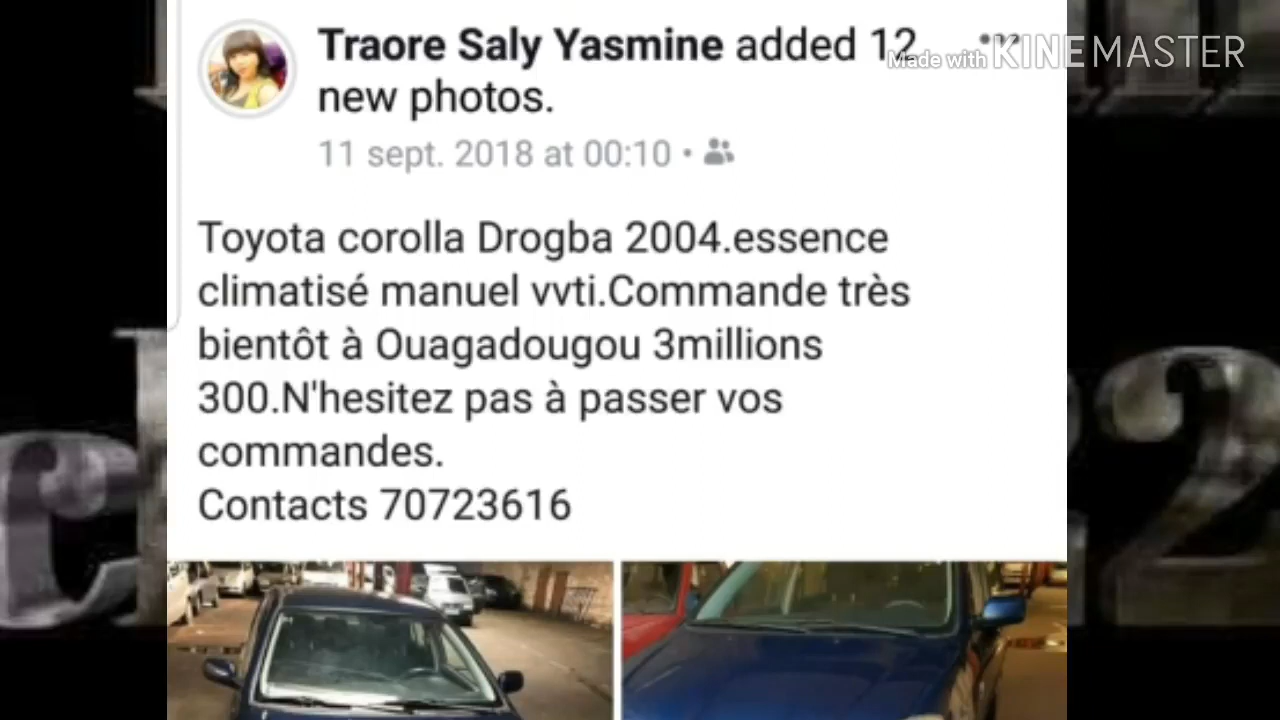 Traore Saly Yasmine added 12
new photos.
11 sept. 2018 at 00:10
Toyota corolla Drogba 2004.essence
climatisé manuel vvti.Commande très
bientôt à Ouagadougou 3millions
300.N'hesitez pas à passer vos
commandes.
Contacts 70723616
Made with KINEMASTER